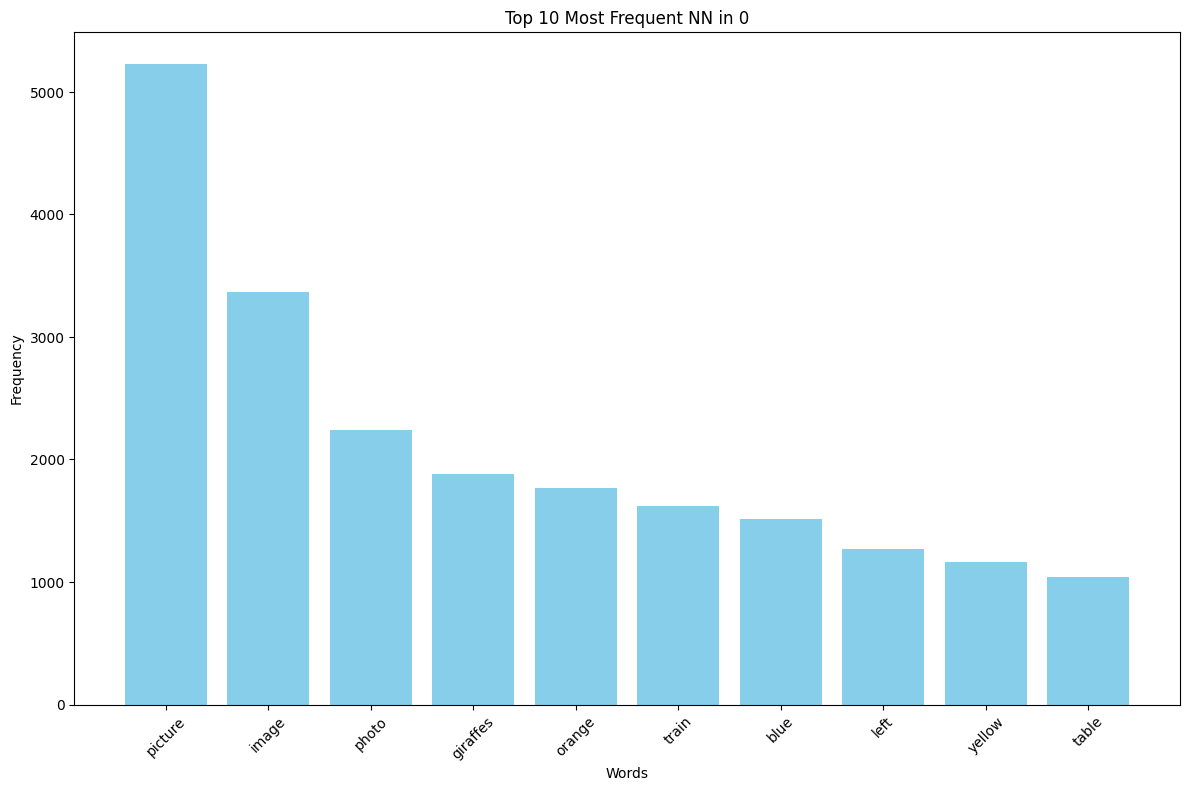 Top 10 Most Frequent NN in 0
Frequency
5000
4000
3000
2000
1000
0
picture
image
photo
giraffes
orange
train
blue
left
yellow
table
Words